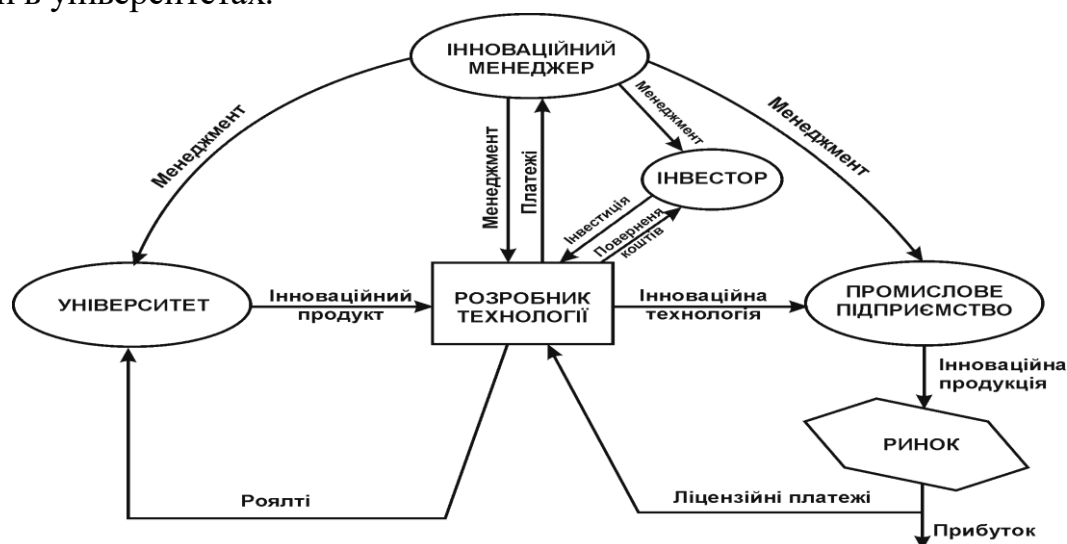 в університетах.
ІННОВАЦІЙНИЙ
МЕНЕДЖЕР
Менеджмент
Менеджмент
Платежі
Менеджмент
Менеджмент
ІНВЕСТОР
Інвестиція
Поверненя
коштів
УНІВЕРСИТЕТ
Інноваційний
продукт
РОЗРОБНИК
ТЕХНОЛОГІЇ
Інноваційна
технологія
ПРОМИСЛОВЕ
ПІДПРИЄМСТВО
Інноваційна
продукція
РИНОК
Роялті
Ліцензійні платежі
Прибуток